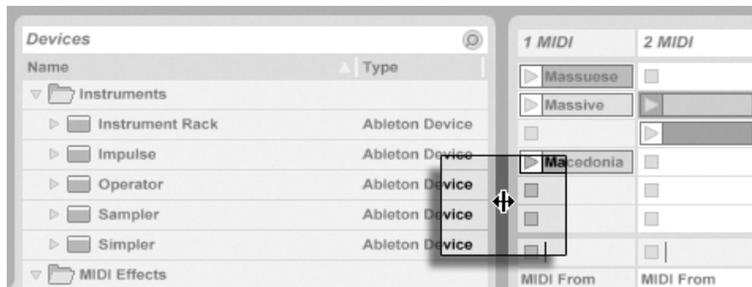 Devices
Name Type
Instruments
Instrument Rack Ableton Device
Impulse Ableton Device
Operator Ableton Device
Sampler Ableton Device
Simpler Ableton Device
MIDI Effects
1 MIDI 2 MIDI
Massuese
Massive
Macedonia
MIDI From MIDI From